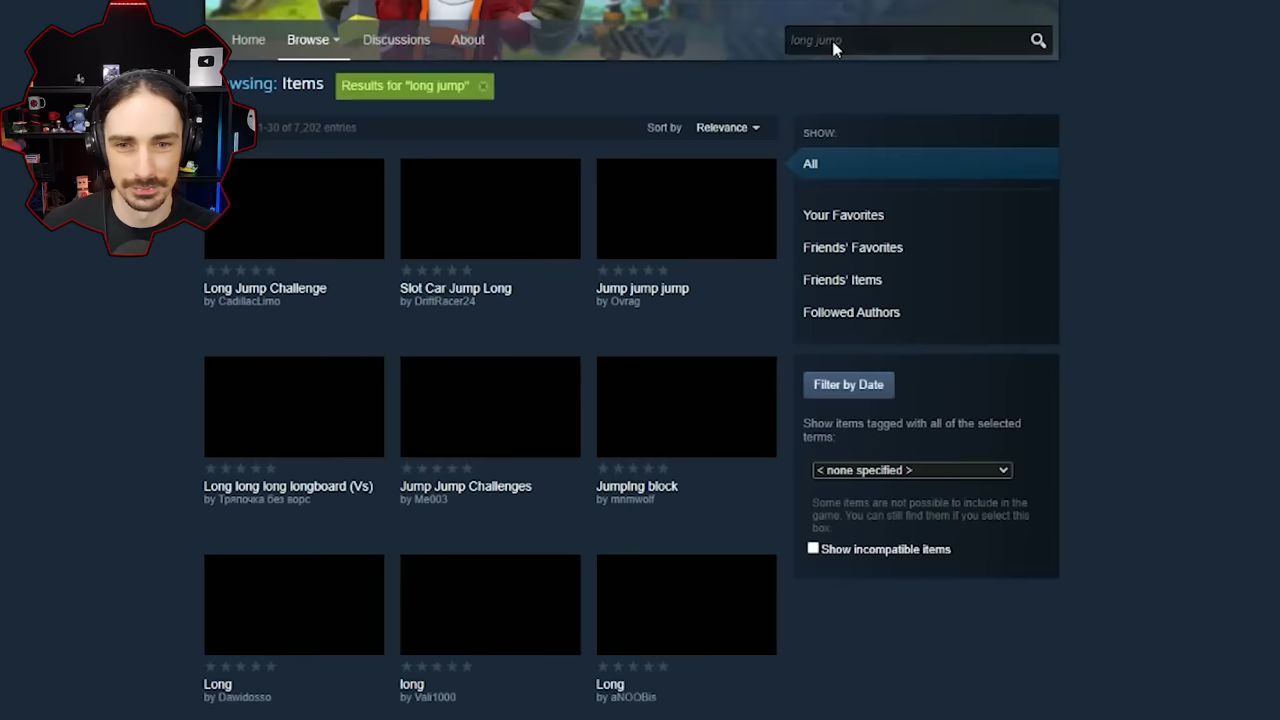 Home
Browse
Discussions
About
long jump
wsing: Items
Results for "long jump"
1-30 of 7,202 entries
Sort by
Relevance
SHOW:
All
Your Favorites
Friends' Favorites
Friends' Items
Followed Authors
Long Jump Challenge
by CadillacLimo
Slot Car Jump Long
by DriftRacer24
Jump jump jump
by Ovrag
Filter by Date
Show items tagged with all of the selected
terms:
< none specified >
Some items are not possible to include in the
game. You can still find them if you select this
box.
Show incompatible items
Long long long longboard (Vs)
by Тряпочка без ворс
Jump Jump Challenges
by Me003
Jumping block
by mnmwolf
Long
by Dawidosso
long
by Vali1000
Long
by aNOOBis